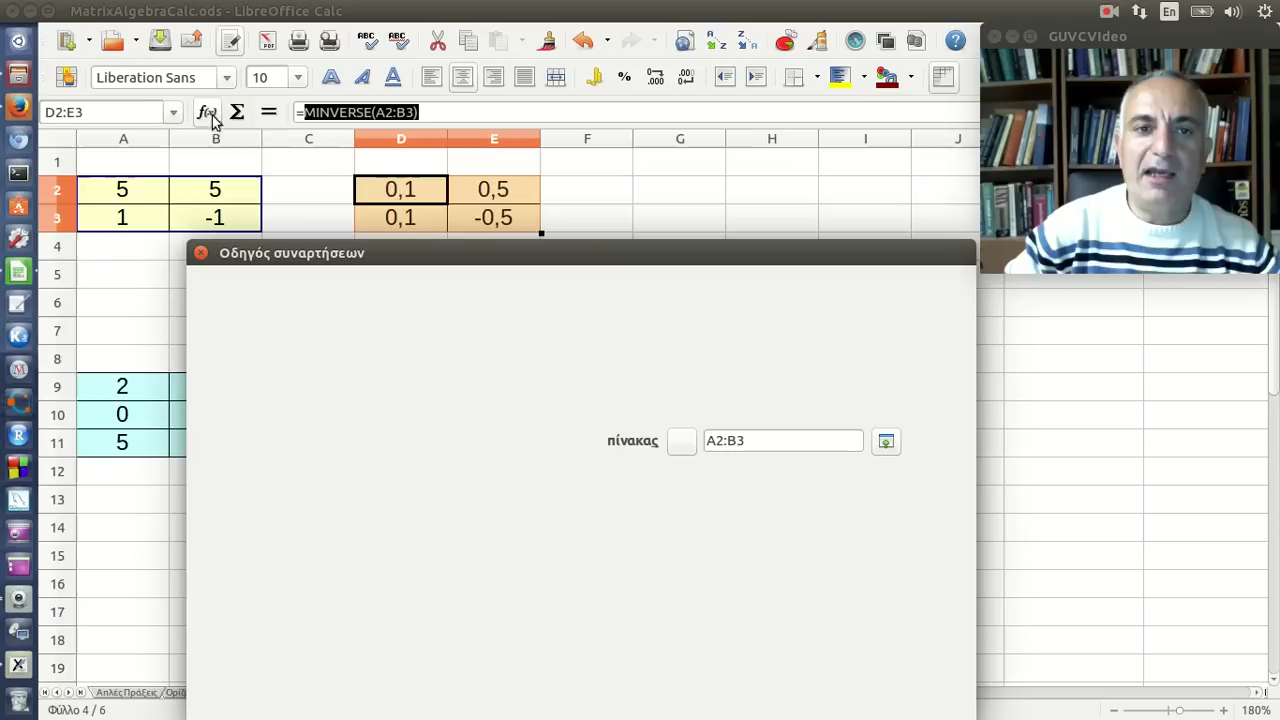 MatrixAlgebraCalc.ods - LibreOffice Calc
En
GUVCVIdeo
Liberation Sans
10
D2:E3
=MINVERSE(A2:B3)
A B C D E F G H I J
1
2 5 5 0,1 0,5
3 1 -1 0,1 -0,5
4
Οδηγός συναρτήσεων
5
6
7
8
9 2
10 0
πίνακας A2:B3
11 5
12
13
14
15
16
17
18
19
Απλές Πράξεις
Φύλλο 4 / 6
180%